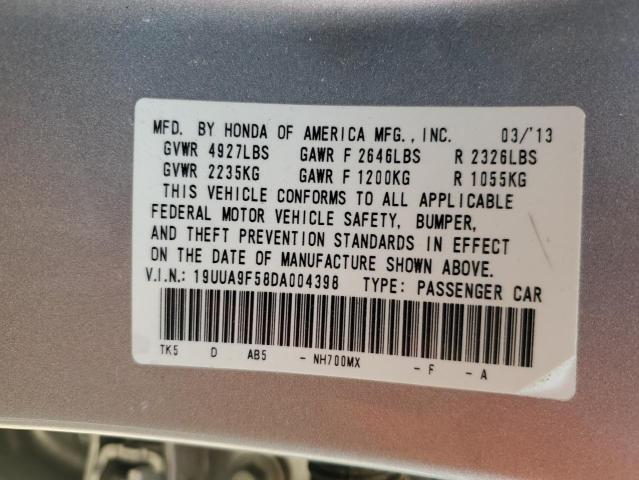 MFD. BY HONDA OF AMERICA MFG., INC. 03/'13
GVWR 4927LBS GAWR F 2646LBS R 2326LBS
GVWR 2235KG GAWR F 1200KG R 1055KG
THIS VEHICLE CONFORMS TO ALL APPLICABLE
FEDERAL MOTOR VEHICLE SAFETY, BUMPER,
AND THEFT PREVENTION STANDARDS IN EFFECT
ON THE DATE OF MANUFACTURE SHOWN ABOVE.
V.I.N.: 19UUA9F58DA004398 TYPE: PASSENGER CAR
TK5 D AB5 - NH700MX - F - A